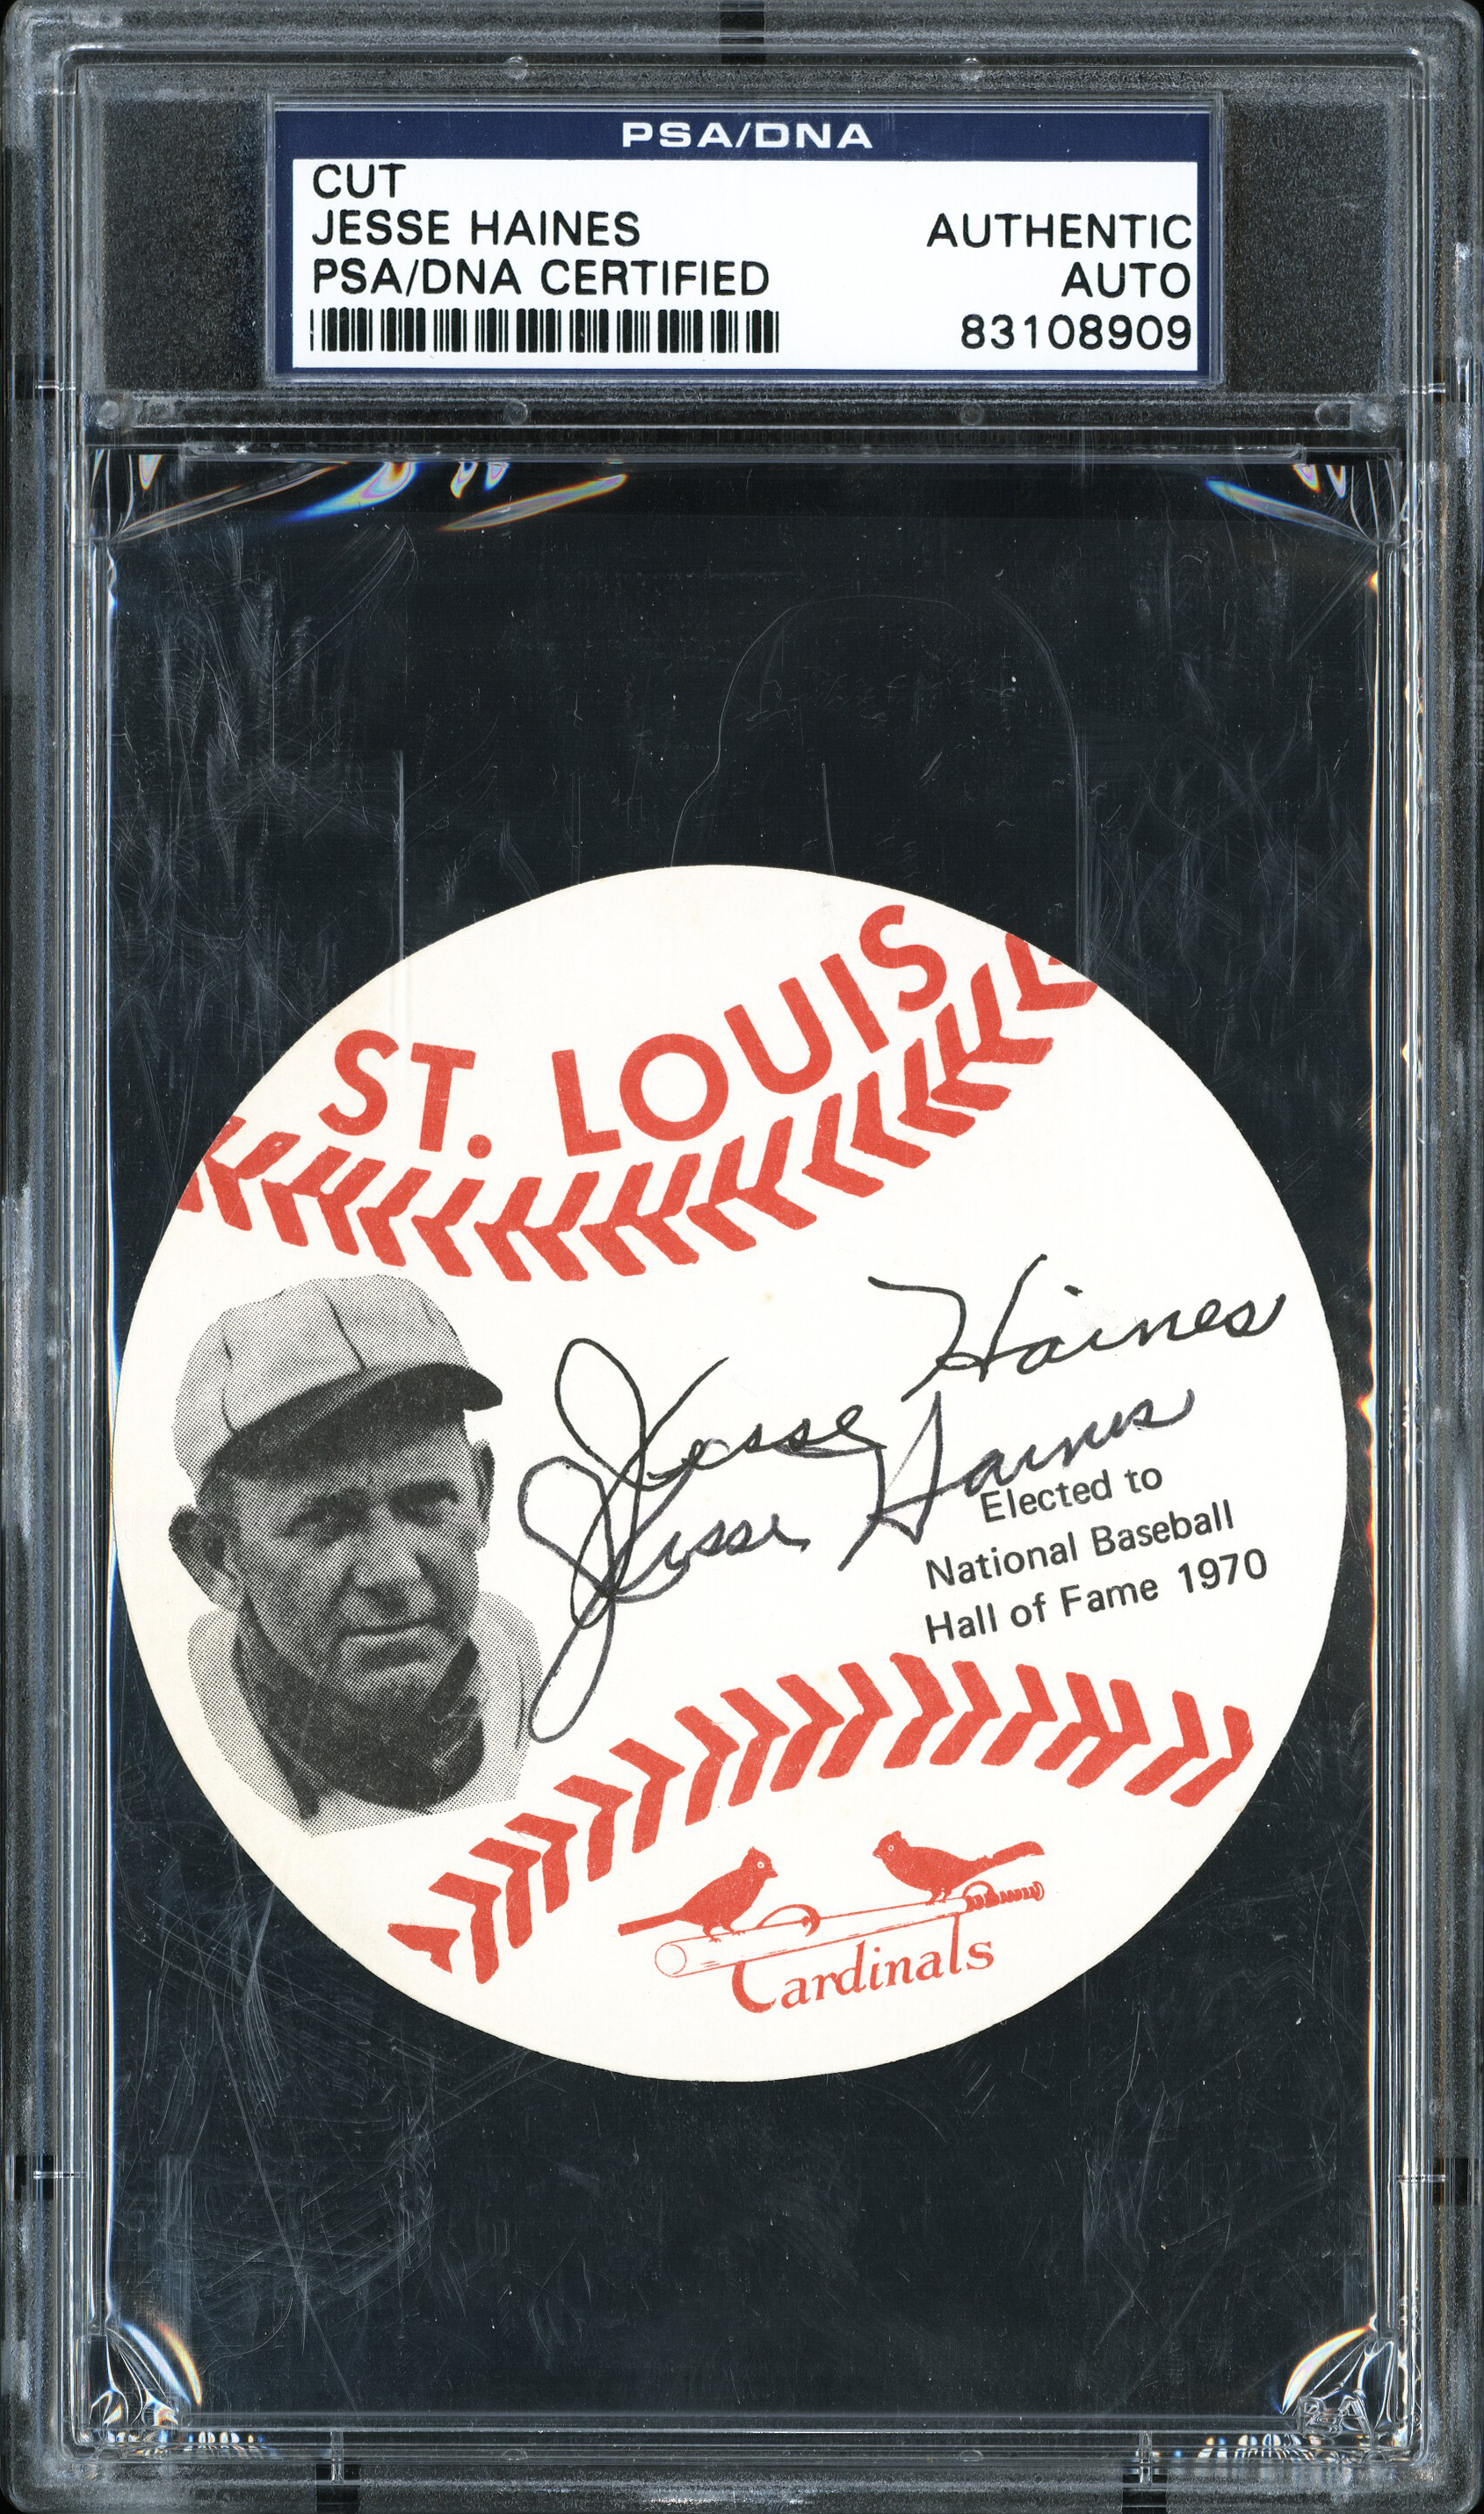 PSA/DNA
CUT
JESSE HAINES
PSA/DNA CERTIFIED
AUTHENTIC
AUTO
83108909
ST. LOUIS
Jesse Haines
Jesse Haines
Elected to
National Baseball
Hall of Fame 1970
Cardinals